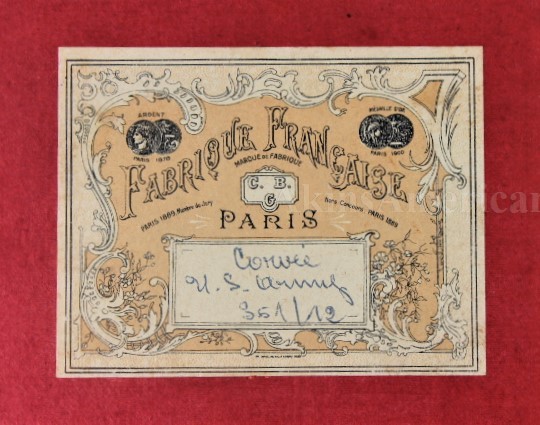 ARGENT
PARIS 1878
MÉDAILLE D'OR
PARIS 1900
FABRIQUE FRANÇAISE
MARQUE DE FABRIQUE
C. B.
G
PARIS 1889 Membre du Jury
Hors Concours PARIS 1889
PARIS
Corvée
U. S. Army
351/12